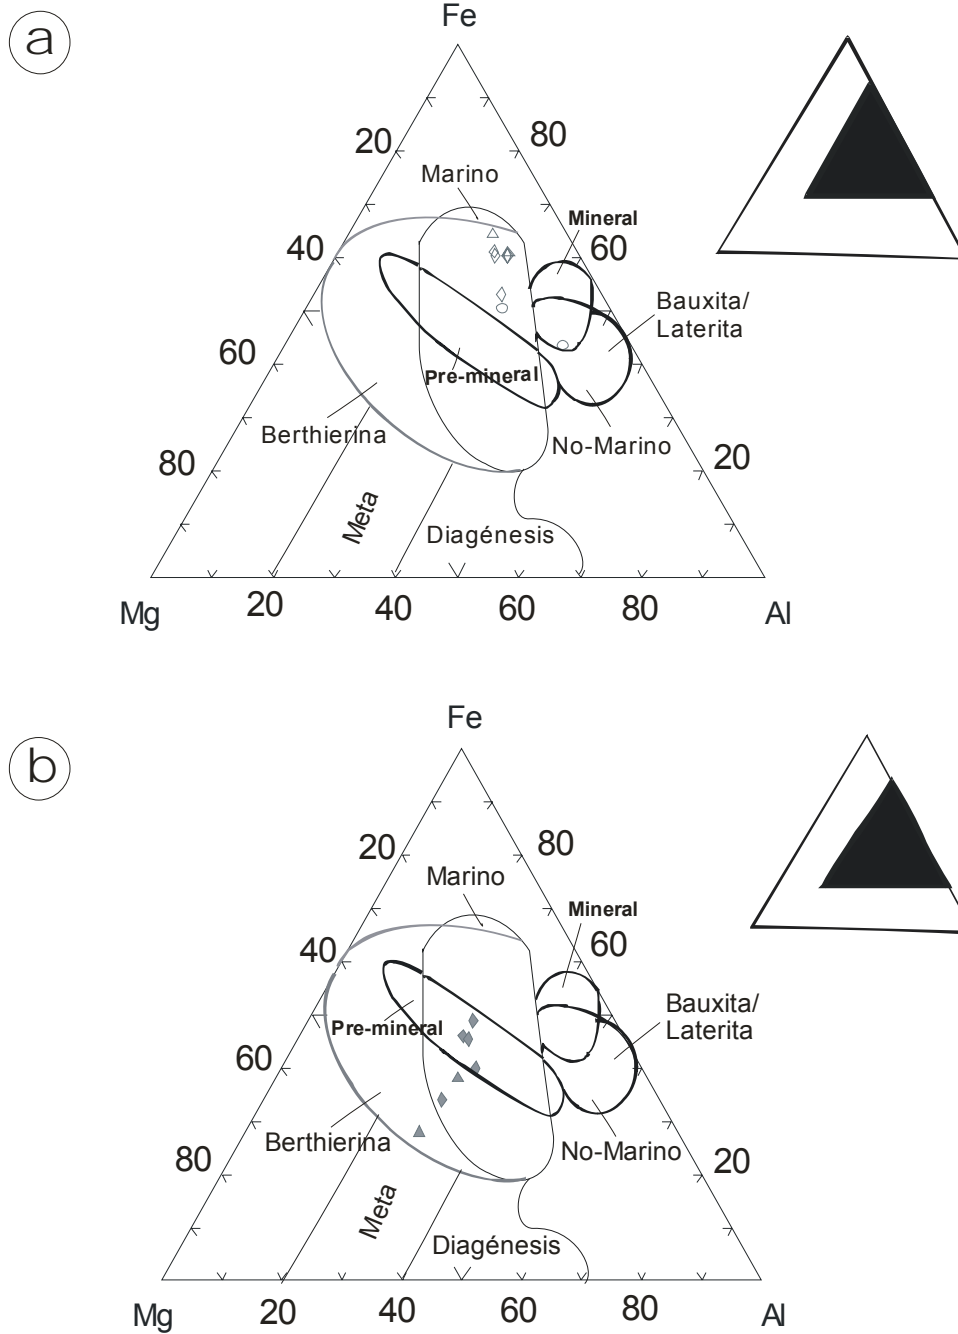 a
Fe
20
80
Marino
Mineral
40
60
Bauxita/
Laterita
60
Pre-mineral
Berthierina
No-Marino
80
20
Meta
Diagénesis
Mg
20
40
60
80
Al
b
Fe
20
80
Marino
Mineral
40
60
Bauxita/
Laterita
Pre-mineral
60
Berthierina
No-Marino
80
20
Meta
Diagénesis
Mg
20
40
60
80
Al